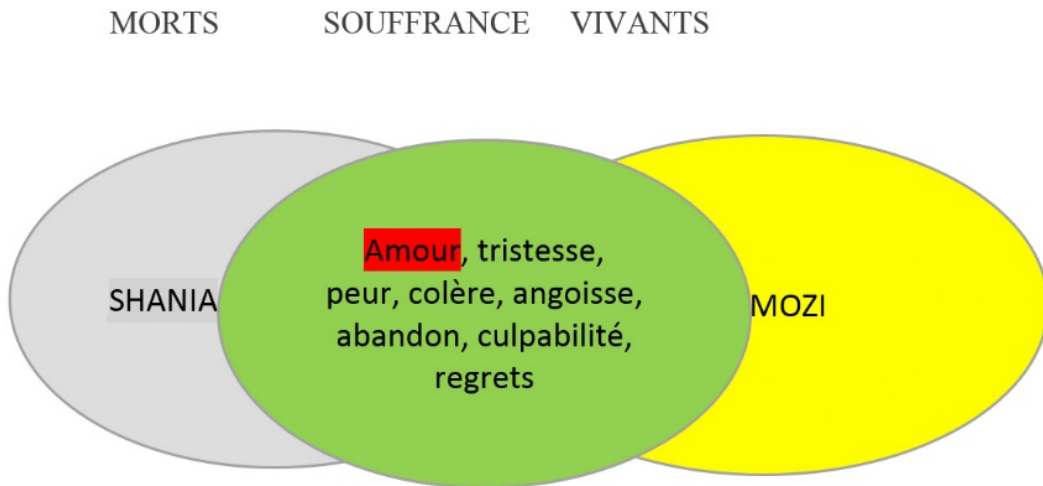 MORTS SOUFFRANCE VIVANTS
Amour, tristesse,
peur, colère, angoisse,
abandon, culpabilité,
regrets
SHANIA
MOZI